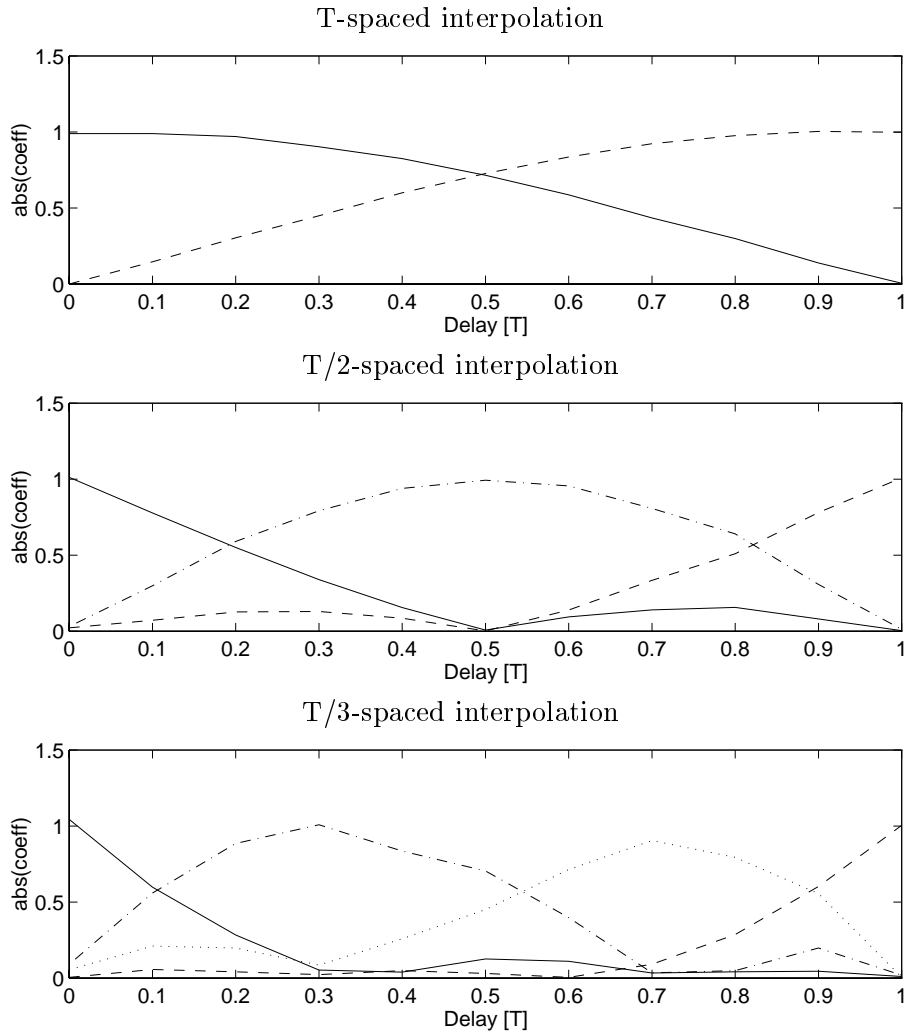 T-spaced interpolation
1.5
1
0.5
0
abs(coeff)
0 0.1 0.2 0.3 0.4 0.5 0.6 0.7 0.8 0.9 1
Delay [T]
T/2-spaced interpolation
1.5
1
0.5
0
abs(coeff)
0 0.1 0.2 0.3 0.4 0.5 0.6 0.7 0.8 0.9 1
Delay [T]
T/3-spaced interpolation
1.5
1
0.5
0
abs(coeff)
0 0.1 0.2 0.3 0.4 0.5 0.6 0.7 0.8 0.9 1
Delay [T]